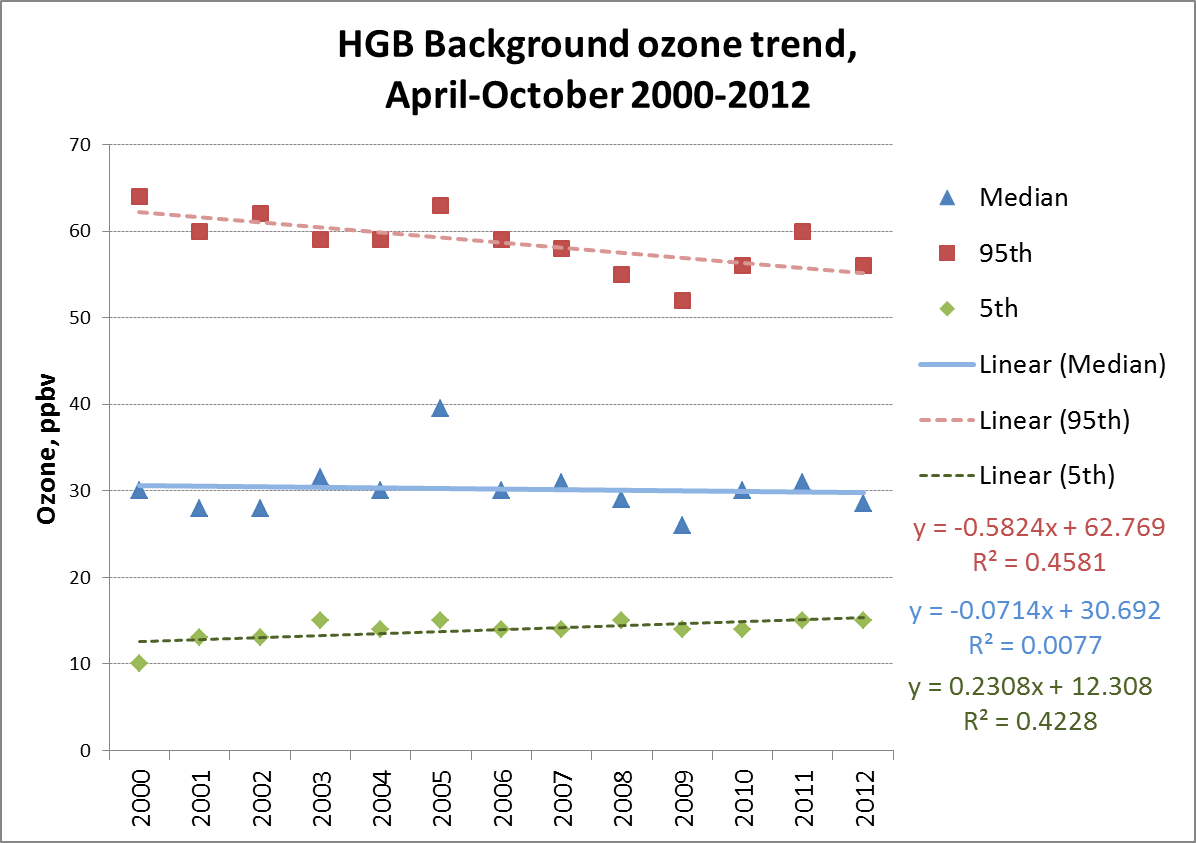 HGB Background ozone trend,
April-October 2000-2012
Ozone, ppbv
70
60
50
40
30
20
10
0
2000
2001
2002
2003
2004
2005
2006
2007
2008
2009
2010
2011
2012
Median
95th
5th
Linear (Median)
Linear (95th)
Linear (5th)
y = -0.5824x + 62.769
R² = 0.4581
y = -0.0714x + 30.692
R² = 0.0077
y = 0.2308x + 12.308
R² = 0.4228